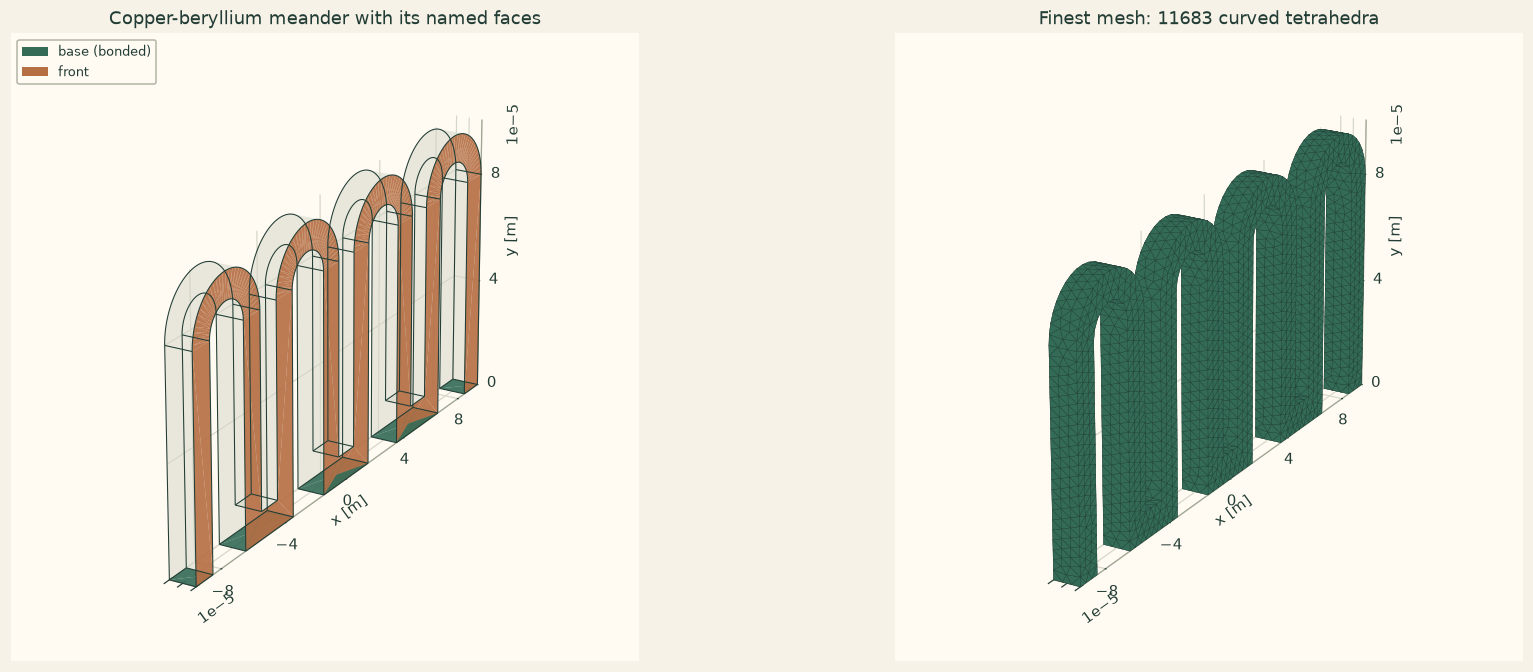 Copper-beryllium meander with its named faces
base (bonded)
front
1e−5
8
y [m]
4
0
8
4
0
x [m]
−4
−8
1e−5
Finest mesh: 11683 curved tetrahedra
1e−5
8
y [m]
4
0
8
4
0
x [m]
−4
−8
1e−5